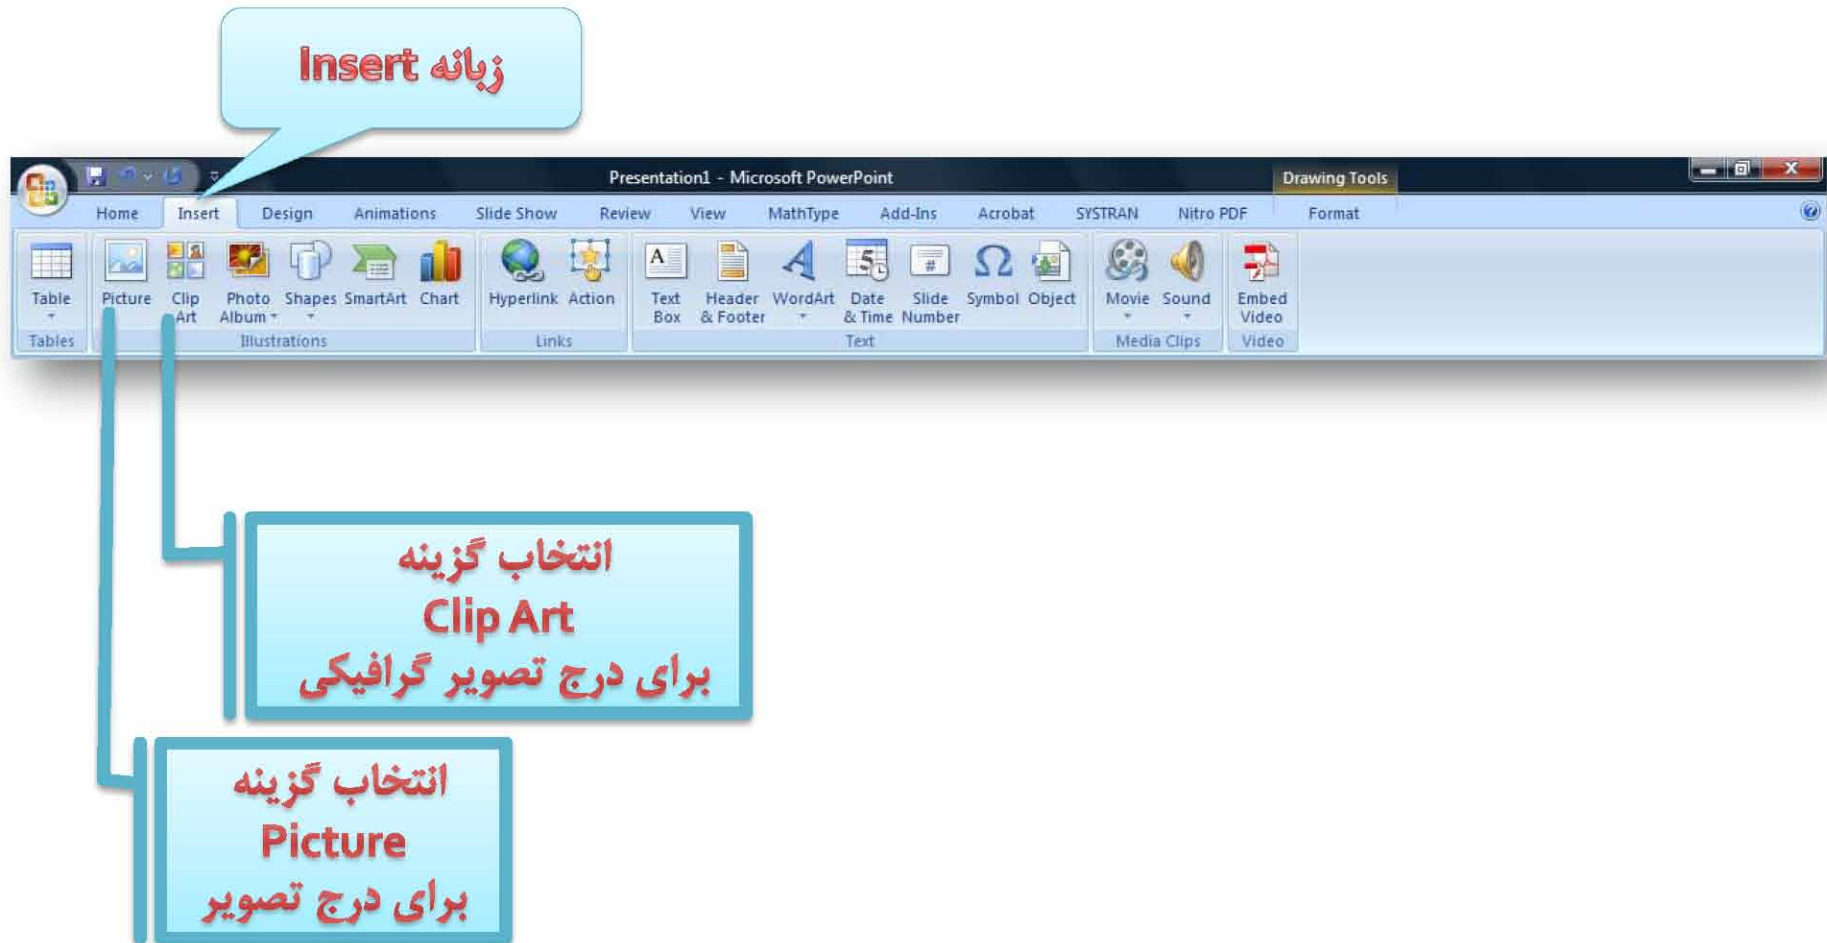 زبانه Insert
Presentation1 - Microsoft PowerPoint
Drawing Tools
Home Insert Design Animations Slide Show Review View MathType Add-Ins Acrobat SYSTRAN Nitro PDF Format
Table Picture Clip Art Photo Album Shapes SmartArt Chart Hyperlink Action Text Box Header & Footer WordArt Date & Time Slide Number Symbol Object Movie Sound Embed Video
Tables Illustrations Links Text Media Clips Video
انتخاب گزینه
Clip Art
برای درج تصویر گرافیکی
انتخاب گزینه
Picture
برای درج تصویر